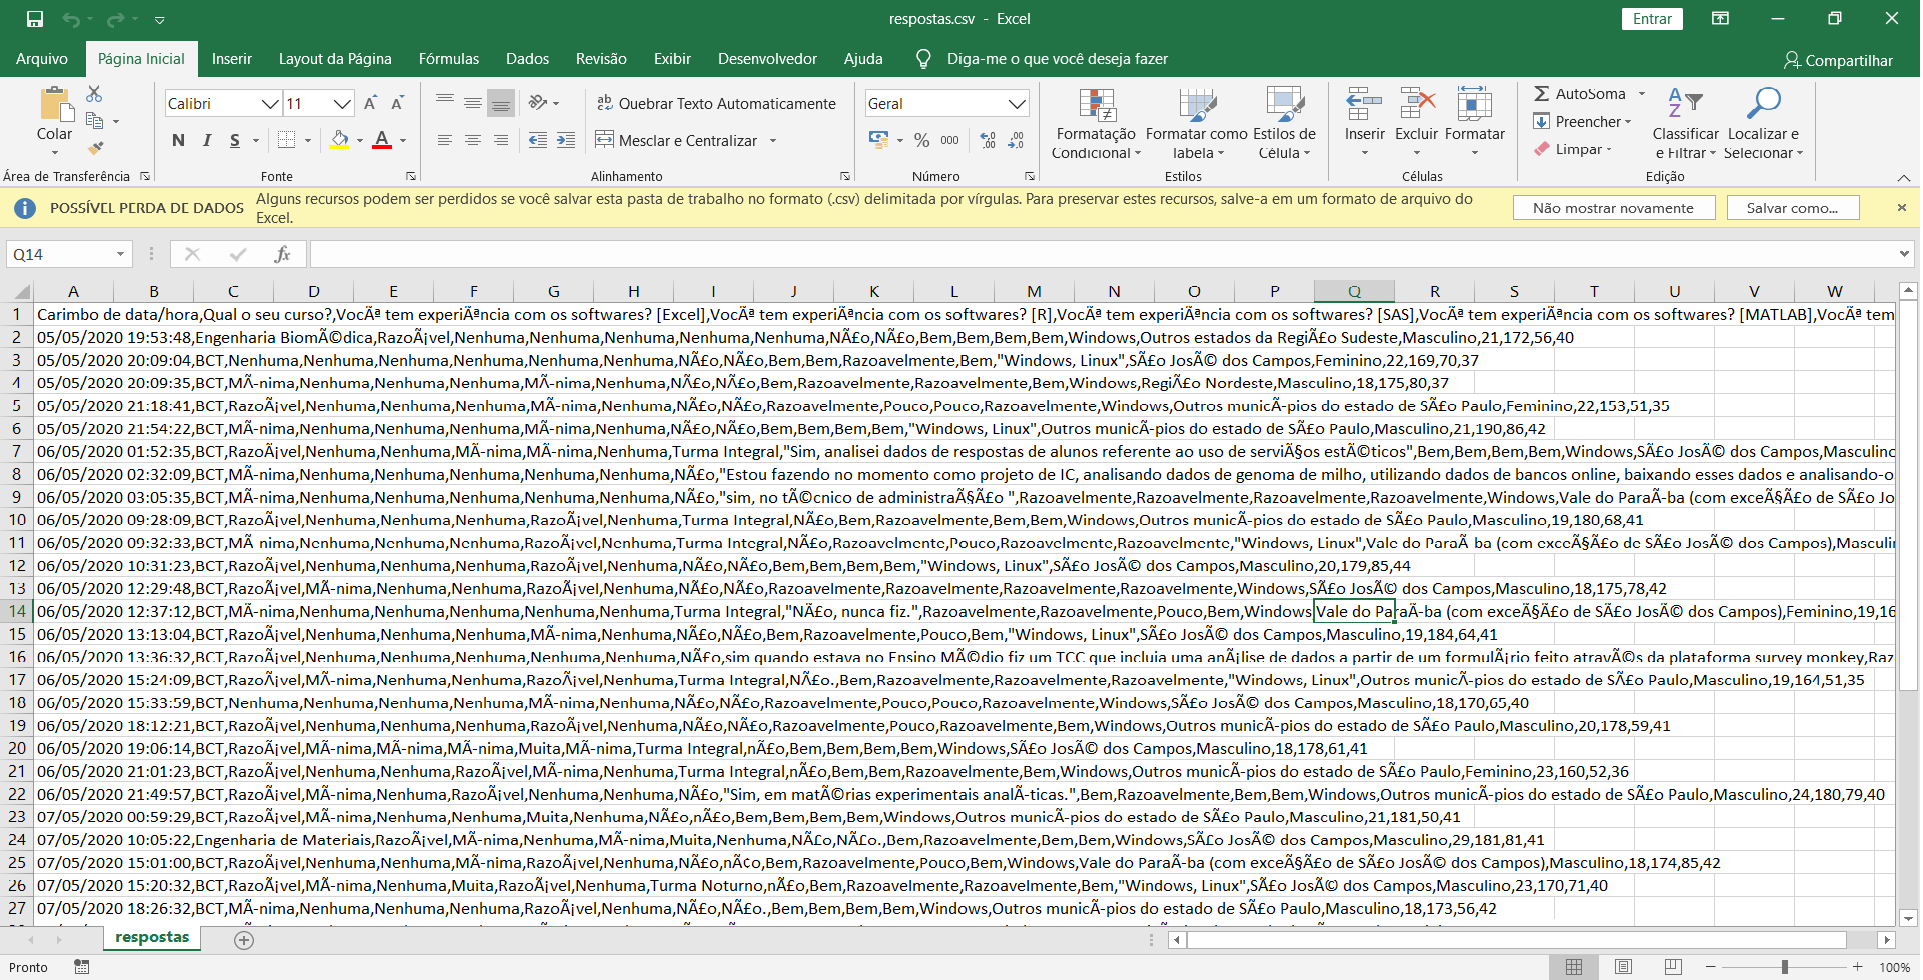 respostas.csv - Excel
Entrar
Arquivo Página Inicial Inserir Layout da Página Fórmulas Dados Revisão Exibir Desenvolvedor Ajuda Diga-me o que você deseja fazer Compartilhar
Colar
Área de Transferência
Calibri 11
N I S
Fonte
Quebrar Texto Automaticamente
Mesclar e Centralizar
Alinhamento
Geral
% 000
Número
Formatação Condicional
Formatar como Tabela
Estilos de Célula
Estilos
Inserir Excluir Formatar
Células
AutoSoma
Preencher
Limpar
Classificar e Filtrar
Localizar e Selecionar
Edição
POSSÍVEL PERDA DE DADOS Alguns recursos podem ser perdidos se você salvar esta pasta de trabalho no formato (.csv) delimitada por vírgulas. Para preservar estes recursos, salve-a em um formato de arquivo do
Excel.
Não mostrar novamente Salvar como...
Q14 fx
A B C D E F G H I J K L M N O P Q R S T U V W
1 Carimbo de data/hora,Qual o seu curso?,VocÃª tem experiÃªncia com os softwares? [Excel],VocÃª tem experiÃªncia com os softwares? [R],VocÃª tem experiÃªncia com os softwares? [SAS],VocÃª tem experiÃªncia com os softwares? [MATLAB],VocÃª tem
2 05/05/2020 19:53:48,Engenharia BiomÃ©dica,RazoÃ¡vel,Nenhuma,Nenhuma,Nenhuma,Nenhuma,Nenhuma,NÃ£o,NÃ£o,Bem,Bem,Bem,Bem,Windows,Outros estados da RegiÃ£o Sudeste,Masculino,21,172,56,40
3 05/05/2020 20:09:04,BCT,Nenhuma,Nenhuma,Nenhuma,Nenhuma,Nenhuma,Nenhuma,NÃ£o,NÃ£o,Bem,Bem,Razoavelmente,Bem,"Windows, Linux",SÃ£o JosÃ© dos Campos,Feminino,22,169,70,37
4 05/05/2020 20:09:35,BCT,MÃ­nima,Nenhuma,Nenhuma,Nenhuma,MÃ­nima,Nenhuma,NÃ£o,NÃ£o,Bem,Razoavelmente,Razoavelmente,Bem,Windows,RegiÃ£o Nordeste,Masculino,18,175,80,37
5 05/05/2020 21:18:41,BCT,RazoÃ¡vel,Nenhuma,Nenhuma,Nenhuma,MÃ­nima,Nenhuma,NÃ£o,NÃ£o,Razoavelmente,Pouco,Pouco,Razoavelmente,Windows,Outros municÃ­pios do estado de SÃ£o Paulo,Feminino,22,153,51,35
6 05/05/2020 21:54:22,BCT,MÃ­nima,Nenhuma,Nenhuma,Nenhuma,MÃ­nima,Nenhuma,NÃ£o,NÃ£o,Bem,Bem,Bem,Bem,"Windows, Linux",Outros municÃ­pios do estado de SÃ£o Paulo,Masculino,21,190,86,42
7 06/05/2020 01:52:35,BCT,RazoÃ¡vel,Nenhuma,Nenhuma,MÃ­nima,MÃ­nima,Nenhuma,Turma Integral,"Sim, analisei dados de respostas de alunos referente ao uso de serviÃ§os estÃ©ticos",Bem,Bem,Bem,Bem,Windows,SÃ£o JosÃ© dos Campos,Masculino
8 06/05/2020 02:32:09,BCT,MÃ­nima,Nenhuma,Nenhuma,Nenhuma,Nenhuma,Nenhuma,NÃ£o,"Estou fazendo no momento como projeto de IC, analisando dados de genoma de milho, utilizando dados de bancos online, baixando esses dados e analisando-o
9 06/05/2020 03:05:35,BCT,MÃ­nima,Nenhuma,Nenhuma,Nenhuma,Nenhuma,Nenhuma,NÃ£o,"sim, no tÃ©cnico de administraÃ§Ã£o ",Razoavelmente,Razoavelmente,Razoavelmente,Razoavelmente,Windows,Vale do ParaÃ­ba (com exceÃ§Ã£o de SÃ£o Jo
10 06/05/2020 09:28:09,BCT,RazoÃ¡vel,Nenhuma,Nenhuma,Nenhuma,RazoÃ¡vel,Nenhuma,Turma Integral,NÃ£o,Bem,Razoavelmente,Bem,Bem,Windows,Outros municÃ­pios do estado de SÃ£o Paulo,Masculino,19,180,68,41
11 06/05/2020 09:32:33,BCT,MÃ­nima,Nenhuma,Nenhuma,Nenhuma,RazoÃ¡vel,Nenhuma,Turma Integral,NÃ£o,Razoavelmente,Pouco,Razoavelmente,Razoavelmente,"Windows, Linux",Vale do ParaÃ­ba (com exceÃ§Ã£o de SÃ£o JosÃ© dos Campos),Masculi
12 06/05/2020 10:31:23,BCT,MÃ­nima,Nenhuma,Nenhuma,Nenhuma,RazoÃ¡vel,Nenhuma,NÃ£o,NÃ£o,Bem,Bem,Bem,Bem,"Windows, Linux",SÃ£o JosÃ© dos Campos,Masculino,20,179,85,44
13 06/05/2020 12:29:48,BCT,RazoÃ¡vel,MÃ­nima,Nenhuma,Nenhuma,RazoÃ¡vel,Nenhuma,NÃ£o,NÃ£o,Razoavelmente,Razoavelmente,Razoavelmente,Razoavelmente,Windows,SÃ£o JosÃ© dos Campos,Masculino,18,175,78,42
14 06/05/2020 12:37:12,BCT,MÃ­nima,Nenhuma,Nenhuma,Nenhuma,Nenhuma,Nenhuma,Turma Integral,"NÃ£o, nunca fiz.",Razoavelmente,Razoavelmente,Pouco,Bem,Windows,Vale do ParaÃ­ba (com exceÃ§Ã£o de SÃ£o JosÃ© dos Campos),Feminino,19,16
15 06/05/2020 13:13:04,BCT,RazoÃ¡vel,Nenhuma,Nenhuma,Nenhuma,MÃ­nima,Nenhuma,NÃ£o,NÃ£o,Bem,Razoavelmente,Pouco,Bem,"Windows, Linux",SÃ£o JosÃ© dos Campos,Masculino,19,184,64,41
16 06/05/2020 13:36:32,BCT,RazoÃ¡vel,Nenhuma,Nenhuma,Nenhuma,Nenhuma,Nenhuma,NÃ£o,sim quando estava no Ensino MÃ©dio fiz um TCC que incluia uma anÃ¡lise de dados a partir de um formulÃ¡rio feito atravÃ©s da plataforma survey monkey,Raz
17 06/05/2020 15:24:09,BCT,RazoÃ¡vel,MÃ­nima,Nenhuma,Nenhuma,RazoÃ¡vel,Nenhuma,Turma Integral,NÃ£o.,Bem,Razoavelmente,Razoavelmente,Razoavelmente,"Windows, Linux",Outros municÃ­pios do estado de SÃ£o Paulo,Masculino,19,164,51,35
18 06/05/2020 15:33:59,BCT,Nenhuma,Nenhuma,Nenhuma,Nenhuma,MÃ­nima,Nenhuma,NÃ£o,NÃ£o,Razoavelmente,Pouco,Pouco,Razoavelmente,Windows,SÃ£o JosÃ© dos Campos,Masculino,18,170,65,40
19 06/05/2020 18:12:21,BCT,RazoÃ¡vel,Nenhuma,Nenhuma,Nenhuma,RazoÃ¡vel,Nenhuma,NÃ£o,NÃ£o,Razoavelmente,Pouco,Razoavelmente,Bem,Windows,Outros municÃ­pios do estado de SÃ£o Paulo,Masculino,20,178,59,41
20 06/05/2020 19:06:14,BCT,RazoÃ¡vel,MÃ­nima,MÃ­nima,MÃ­nima,Muita,MÃ­nima,Turma Integral,nÃ£o,Bem,Bem,Bem,Bem,Windows,SÃ£o JosÃ© dos Campos,Masculino,18,178,61,41
21 06/05/2020 21:01:23,BCT,RazoÃ¡vel,Nenhuma,Nenhuma,RazoÃ¡vel,MÃ­nima,Nenhuma,Turma Integral,nÃ£o,Bem,Bem,Razoavelmente,Bem,Windows,Outros municÃ­pios do estado de SÃ£o Paulo,Feminino,23,160,52,36
22 06/05/2020 21:49:57,BCT,RazoÃ¡vel,MÃ­nima,Nenhuma,RazoÃ¡vel,Nenhuma,Nenhuma,NÃ£o,"Sim, em matÃ©rias experimentais analÃ­ticas.",Bem,Razoavelmente,Bem,Bem,Windows,Outros municÃ­pios do estado de SÃ£o Paulo,Masculino,24,180,79,40
23 07/05/2020 00:59:29,BCT,RazoÃ¡vel,MÃ­nima,Nenhuma,Nenhuma,Muita,Nenhuma,NÃ£o,nÃ£o,Bem,Bem,Bem,Bem,Windows,Outros municÃ­pios do estado de SÃ£o Paulo,Masculino,21,181,50,41
24 07/05/2020 10:05:22,Engenharia de Materiais,RazoÃ¡vel,MÃ­nima,Nenhuma,MÃ­nima,Muita,Nenhuma,NÃ£o,NÃ£o.,Bem,Razoavelmente,Bem,Bem,Windows,SÃ£o JosÃ© dos Campos,Masculino,29,181,81,41
25 07/05/2020 15:01:00,BCT,RazoÃ¡vel,Nenhuma,Nenhuma,MÃ­nima,RazoÃ¡vel,Nenhuma,NÃ£o,nÃ¢o,Bem,Razoavelmente,Pouco,Bem,Windows,Vale do ParaÃ­ba (com exceÃ§Ã£o de SÃ£o JosÃ© dos Campos),Masculino,18,174,85,42
26 07/05/2020 15:20:32,BCT,RazoÃ¡vel,MÃ­nima,Nenhuma,Muita,RazoÃ¡vel,Nenhuma,Turma Noturno,nÃ£o,Bem,Razoavelmente,Razoavelmente,Bem,"Windows, Linux",SÃ£o JosÃ© dos Campos,Masculino,23,170,71,40
27 07/05/2020 18:26:32,BCT,MÃ­nima,Nenhuma,Nenhuma,Nenhuma,RazoÃ¡vel,Nenhuma,NÃ£o,NÃ£o.,Bem,Bem,Bem,Bem,Windows,Outros municÃ­pios do estado de SÃ£o Paulo,Masculino,18,173,56,42
respostas
Pronto 100%